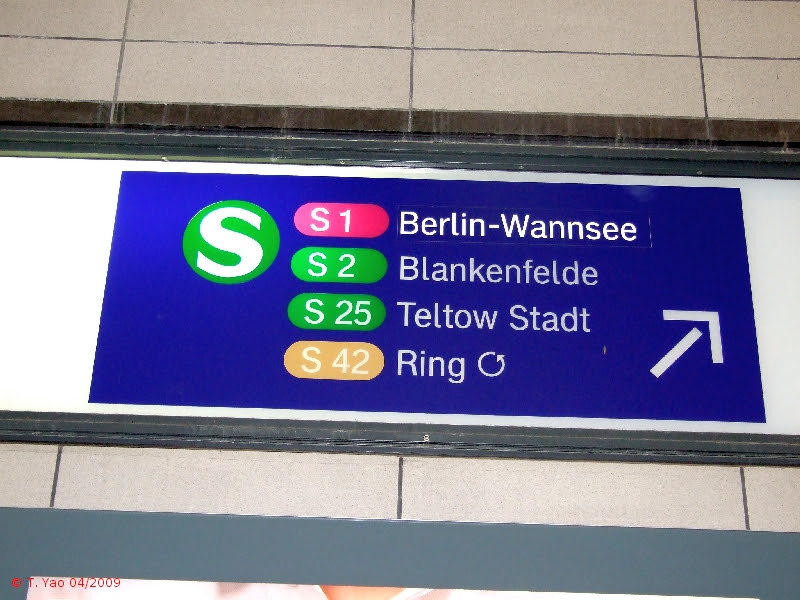 S
S 1 Berlin-Wannsee
S 2 Blankenfelde
S 25 Teltow Stadt
S 42 Ring
© T. Yao 04/2009